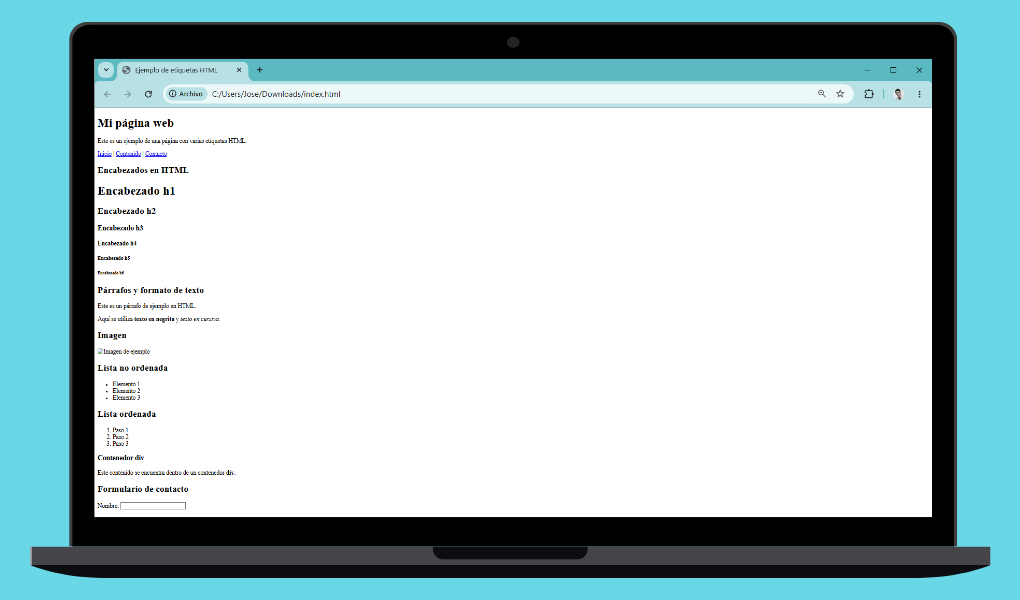 Ejemplo de etiquetas HTML
Archivo C:/Users/Jose/Downloads/index.html
Mi página web
Este es un ejemplo de una página con varias etiquetas HTML.
Inicio | Contenido | Contacto
Encabezados en HTML
Encabezado h1
Encabezado h2
Encabezado h3
Encabezado h4
Encabezado h5
Encabezado h6
Párrafos y formato de texto
Este es un párrafo de ejemplo en HTML.
Aquí se utiliza texto en negrita y texto en cursiva.
Imagen
Imagen de ejemplo
Lista no ordenada
• Elemento 1
• Elemento 2
• Elemento 3
Lista ordenada
1. Paso 1
2. Paso 2
3. Paso 3
Contenedor div
Este contenido se encuentra dentro de un contenedor div.
Formulario de contacto
Nombre: